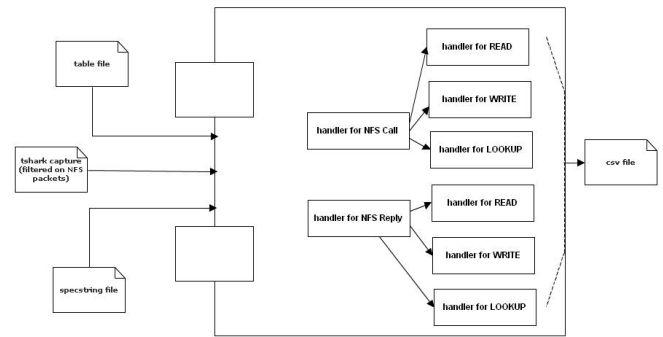 table file
tshark capture
(filtered on NFS
packets)
specstring file
handler for NFS Call
handler for READ
handler for WRITE
handler for LOOKUP
handler for NFS Reply
handler for READ
handler for WRITE
handler for LOOKUP
csv file